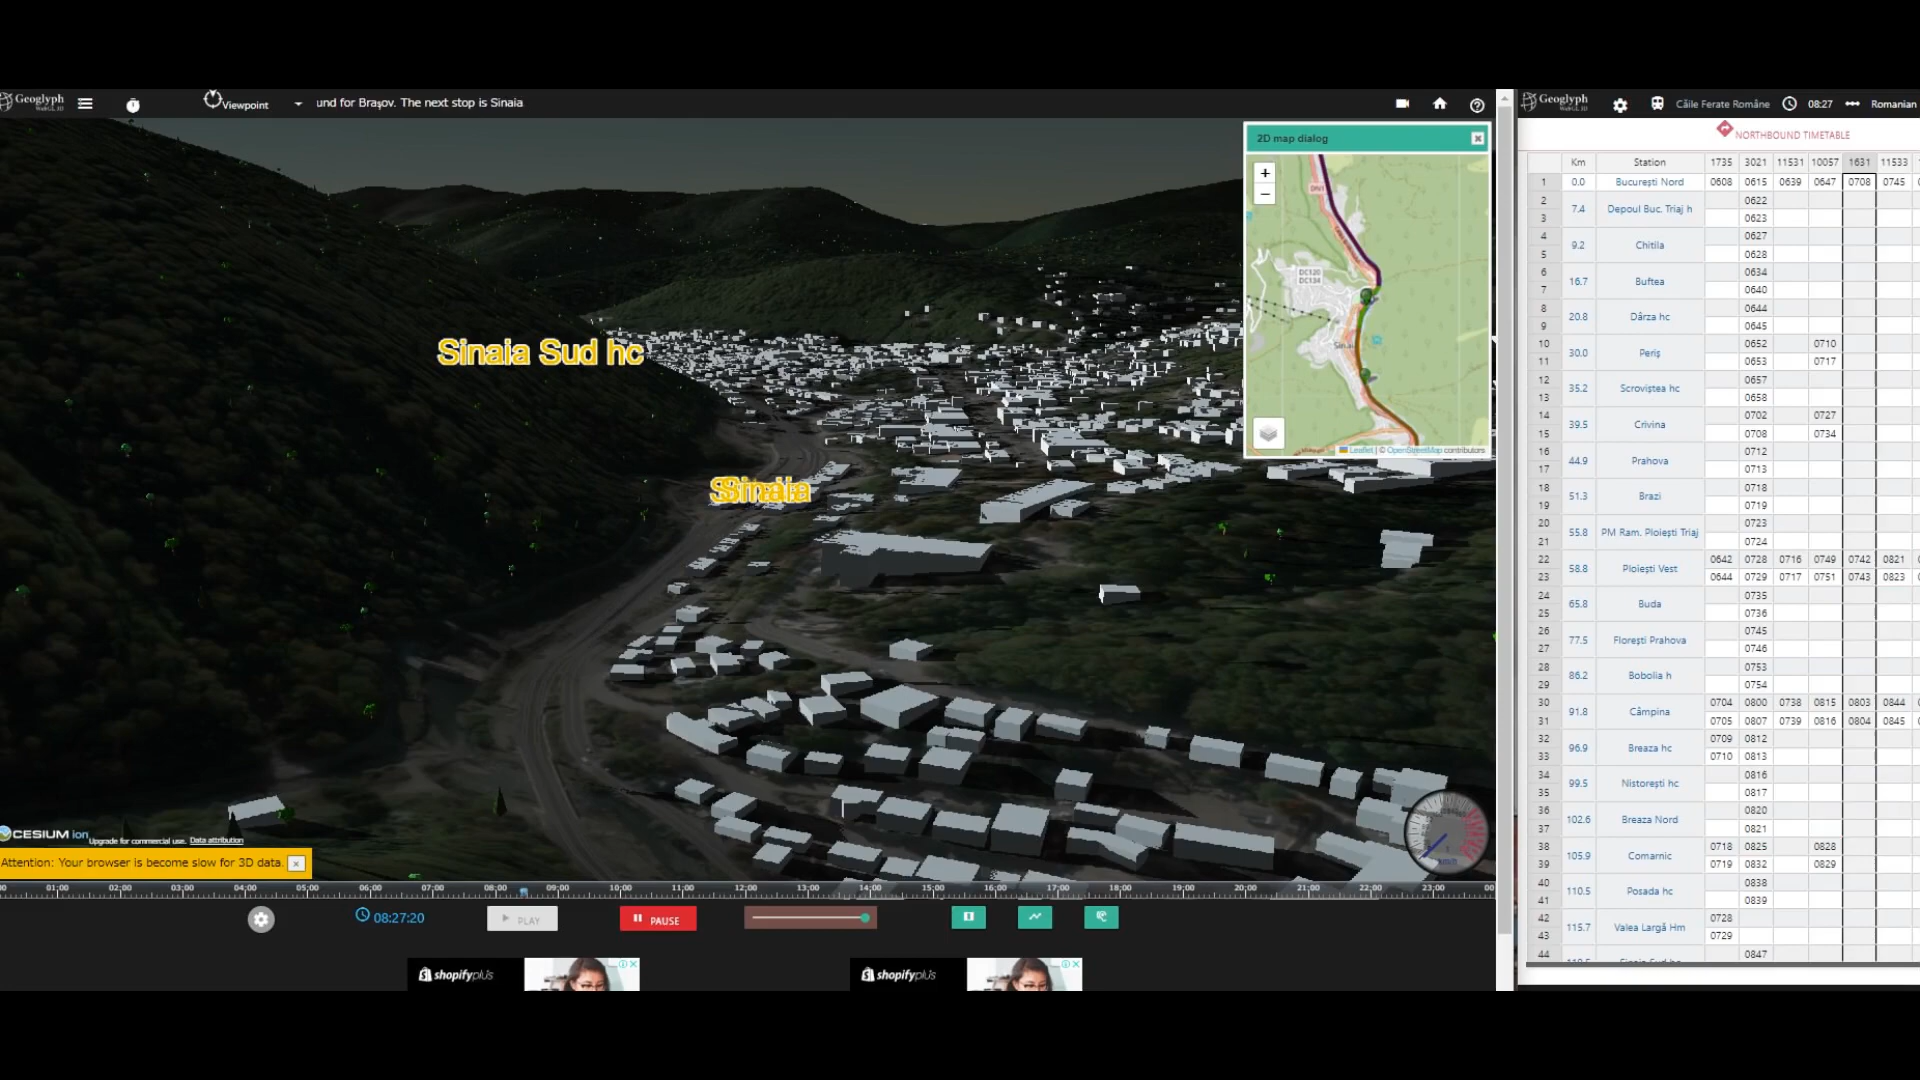 Geoglyph
Viewpoint
und for Brașov. The next stop is Sinaia
Geoglyph
Căile Ferate Române
08:27
Romanian
2D map dialog
+
−
DN1
DC120
DC134
Leaflet | © OpenStreetMap contributors
Sinaia Sud hc
Sinaia
NORTHBOUND TIMETABLE
Km Station 1735 3021 11531 10057 1631 11533
1 0.0 București Nord 0608 0615 0639 0647 0708 0745
2 0622
7.4 Depoul Buc. Triaj h
3 0623
4 0627
9.2 Chitila
5 0628
6 0634
16.7 Buftea
7 0640
8 0644
20.8 Dârza hc
9 0645
10 0652 0710
30.0 Periș
11 0653 0717
12 0657
35.2 Scroviștea hc
13 0658
14 0702 0727
39.5 Crivina
15 0708 0734
16 0712
44.9 Prahova
17 0713
18 0718
51.3 Brazi
19 0719
20 0723
55.8 PM Ram. Ploiești Triaj
21 0724
22 0642 0728 0716 0749 0742 0821
58.8 Ploiești Vest
23 0644 0729 0717 0751 0743 0823
24 0735
65.8 Buda
25 0736
26 0745
77.5 Florești Prahova
27 0746
28 0753
86.2 Bobolia h
29 0754
30 0704 0800 0738 0815 0803 0844
91.8 Câmpina
31 0705 0807 0739 0816 0804 0845
32 0709 0812
96.9 Breaza hc
33 0710 0813
34 0816
99.5 Nistorești hc
35 0817
36 0820
102.6 Breaza Nord
37 0821
38 0718 0825 0828
105.9 Comarnic
39 0719 0832 0829
40 0838
110.5 Posada hc
41 0839
42 0728
115.7 Valea Largă Hm
43 0729
44 0847
CESIUM ion
Upgrade for commercial use. Data attribution
Attention: Your browser is become slow for 3D data.
00 01:00 02:00 03:00 04:00 05:00 06:00 07:00 08:00 09:00 10:00 11:00 12:00 13:00 14:00 15:00 16:00 17:00 18:00 19:00 20:00 21:00 22:00 23:00 00
08:27:20
PLAY
PAUSE
shopifyplus
shopifyplus